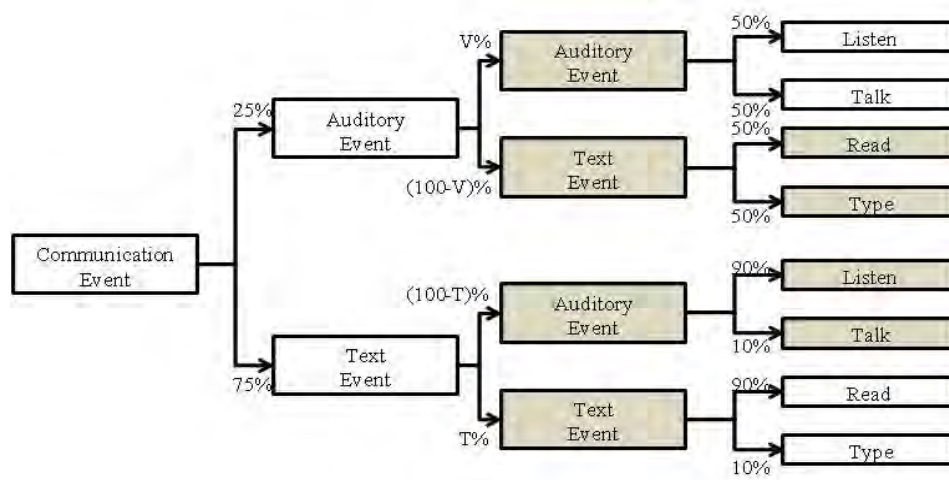 50%
V%
Auditory
Event
Listen
25%
Auditory
Event
Talk
50%
50%
(100-V)%
Text
Event
Read
50%
Type
Communication
Event
(100-T)%
Auditory
Event
90%
Listen
10%
Talk
75%
Text
Event
T%
Text
Event
90%
Read
10%
Type